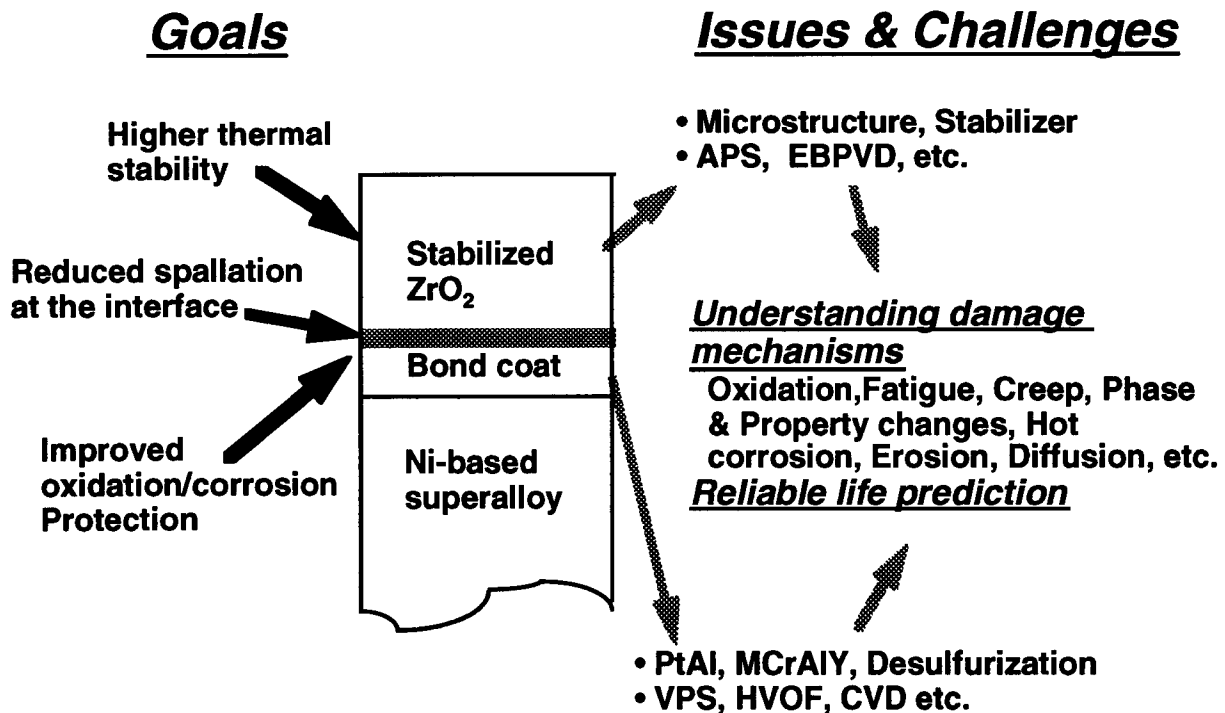 Goals
Higher thermal
stability
Reduced spallation
at the interface
Improved
oxidation/corrosion
Protection
Stabilized
ZrO2
Bond coat
Ni-based
superalloy
Issues & Challenges
• Microstructure, Stabilizer
• APS, EBPVD, etc.
Understanding damage
mechanisms
Oxidation,Fatigue, Creep, Phase
& Property changes, Hot
corrosion, Erosion, Diffusion, etc.
Reliable life prediction
• PtAl, MCrAlY, Desulfurization
• VPS, HVOF, CVD etc.